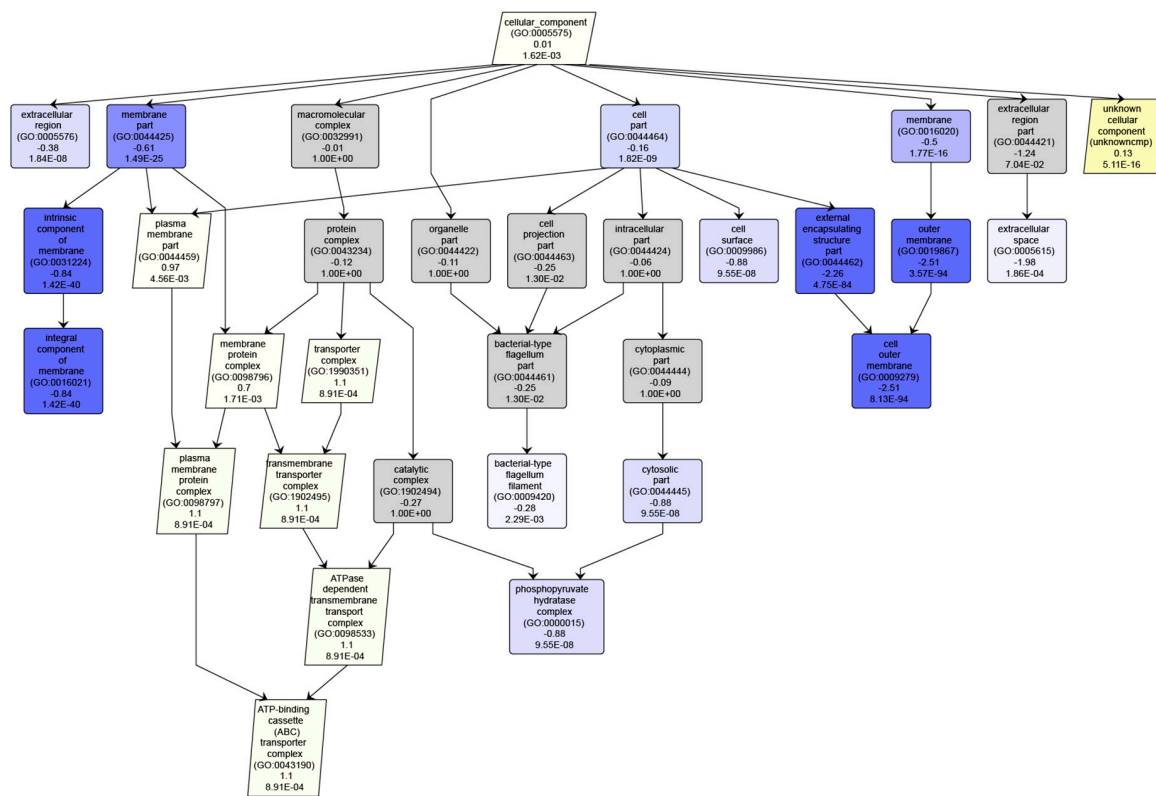 cellular_component
(GO:0005575)
0.01
1.62E-03
extracellular
region
(GO:0005576)
-0.38
1.84E-08
membrane
part
(GO:0044425)
-0.61
1.49E-25
macromolecular
complex
(GO:0032991)
-0.01
1.00E+00
cell
part
(GO:0044464)
-0.16
1.82E-09
membrane
(GO:0016020)
-0.5
1.77E-16
extracellular
region
part
(GO:0044421)
-1.24
7.04E-02
unknown
cellular
component
(unknowncmp)
0.13
5.11E-16
intrinsic
component
of
membrane
(GO:0031224)
-0.84
1.42E-40
plasma
membrane
part
(GO:0044459)
0.97
4.56E-03
protein
complex
(GO:0043234)
-0.12
1.00E+00
organelle
part
(GO:0044422)
-0.11
1.00E+00
cell
projection
part
(GO:0044463)
-0.25
1.30E-02
intracellular
part
(GO:0044424)
-0.06
1.00E+00
cell
surface
(GO:0009986)
-0.88
9.55E-08
external
encapsulating
structure
part
(GO:0044462)
-2.26
4.75E-84
outer
membrane
(GO:0019867)
-2.51
3.57E-94
extracellular
space
(GO:0005615)
-1.98
1.86E-04
integral
component
of
membrane
(GO:0016021)
-0.84
1.42E-40
membrane
protein
complex
(GO:0098796)
0.7
1.71E-03
transporter
complex
(GO:1990351)
1.1
8.91E-04
bacterial-type
flagellum
part
(GO:0044461)
-0.25
1.30E-02
cytoplasmic
part
(GO:0044444)
-0.09
1.00E+00
cell
outer
membrane
(GO:0009279)
-2.51
8.13E-94
plasma
membrane
protein
complex
(GO:0098797)
1.1
8.91E-04
transmembrane
transporter
complex
(GO:1902495)
1.1
8.91E-04
catalytic
complex
(GO:1902494)
-0.27
1.00E+00
bacterial-type
flagellum
filament
(GO:0009420)
-0.28
2.29E-03
cytosolic
part
(GO:0044445)
-0.88
9.55E-08
ATPase
dependent
transmembrane
transport
complex
(GO:0098533)
1.1
8.91E-04
phosphopyruvate
hydratase
complex
(GO:0000015)
-0.88
9.55E-08
ATP-binding
cassette
(ABC)
transporter
complex
(GO:0043190)
1.1
8.91E-04